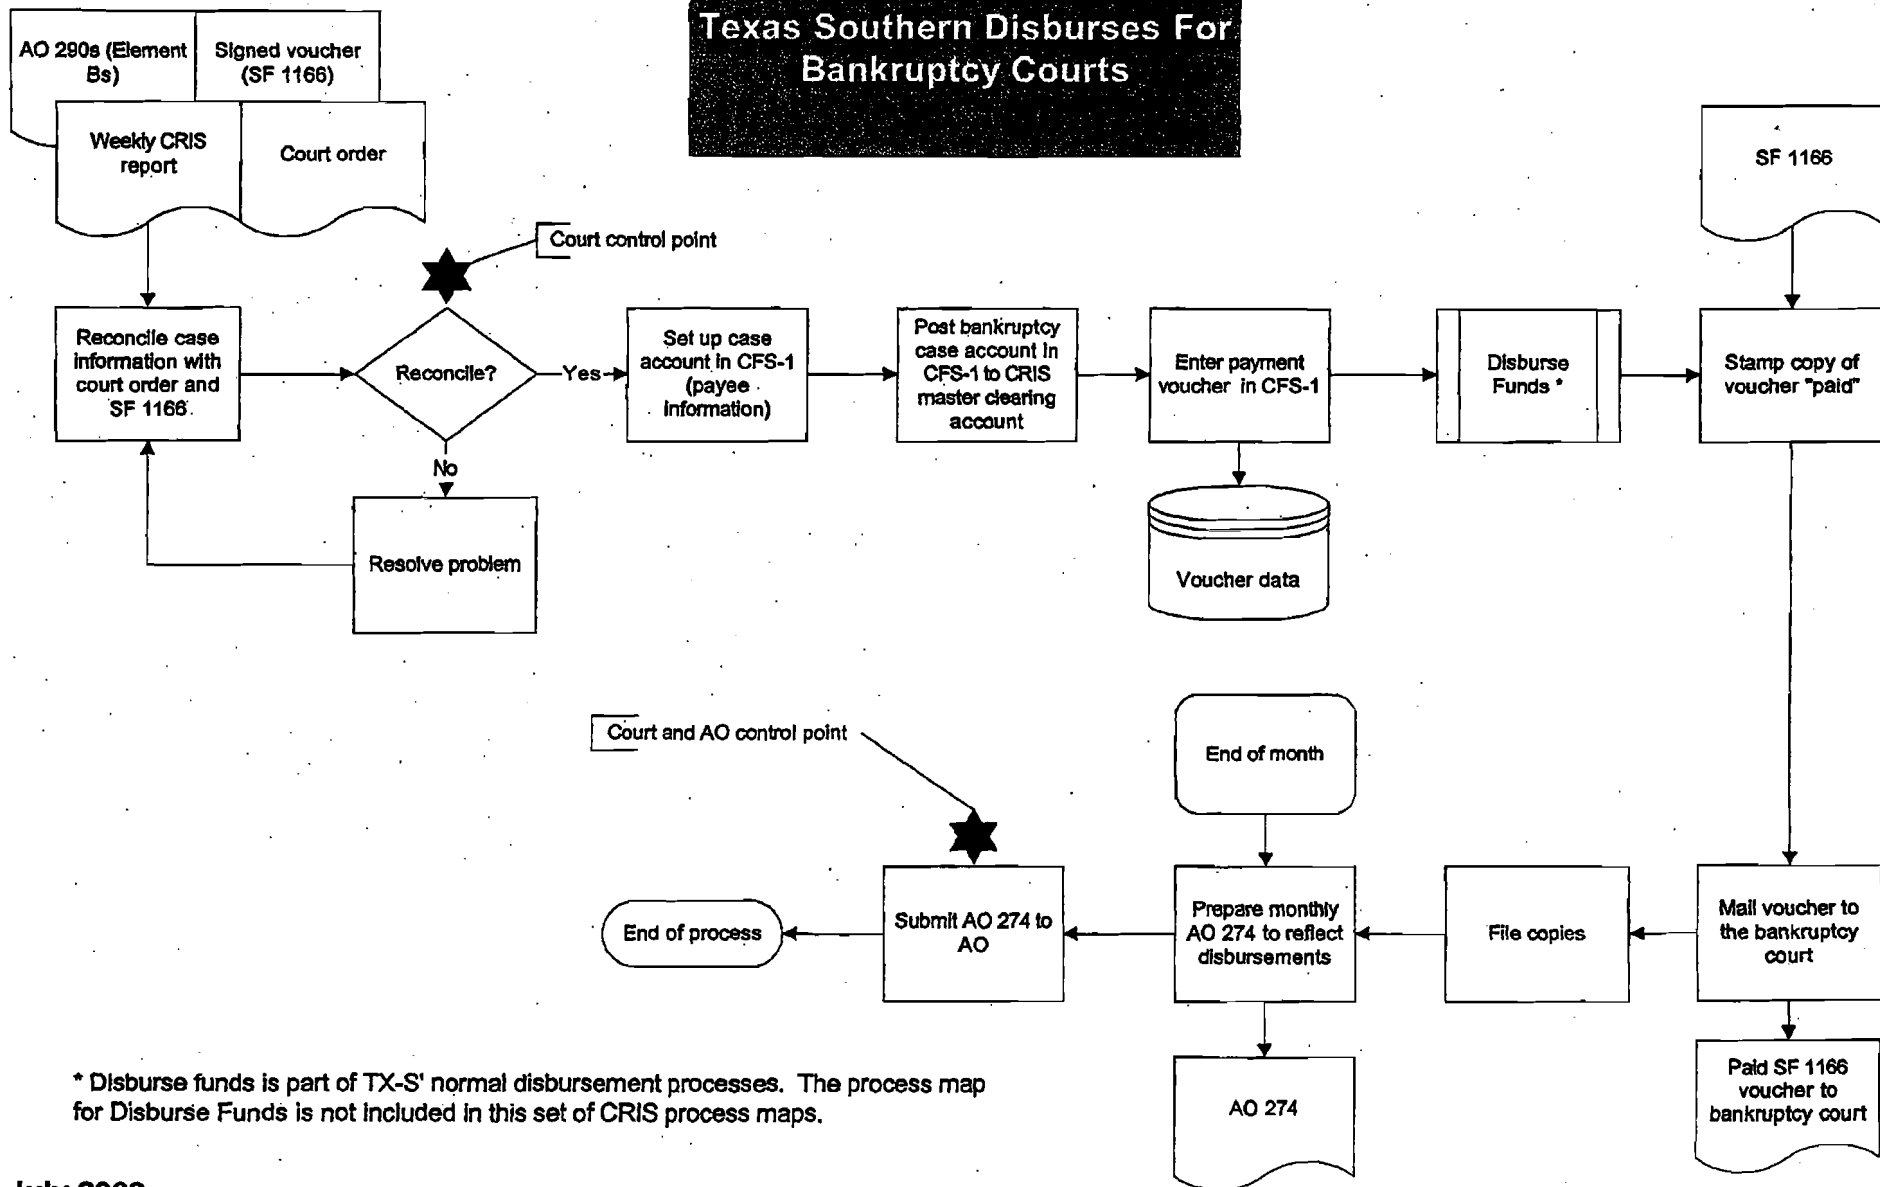 Texas Southern Disburses For
Bankruptcy Courts
AO 290s (Element
Bs)
Signed voucher
(SF 1166)
Weekly CRIS
report
Court order
SF 1166
Court control point
Reconcile case
information with
court order and
SF 1166.
Reconcile?
Yes
Set up case
account in CFS-1
(payee
information)
Post bankruptcy
case account in
CFS-1 to CRIS
master clearing
account
Enter payment
voucher in CFS-1
Disburse
Funds *
Stamp copy of
voucher "paid"
No
Resolve problem
Voucher data
Court and AO control point
End of month
End of process
Submit AO 274 to
AO
Prepare monthly
AO 274 to reflect
disbursements
File copies
Mail voucher to
the bankruptcy
court
AO 274
Paid SF 1166
voucher to
bankruptcy court
* Disburse funds is part of TX-S' normal disbursement processes. The process map
for Disburse Funds is not included in this set of CRIS process maps.